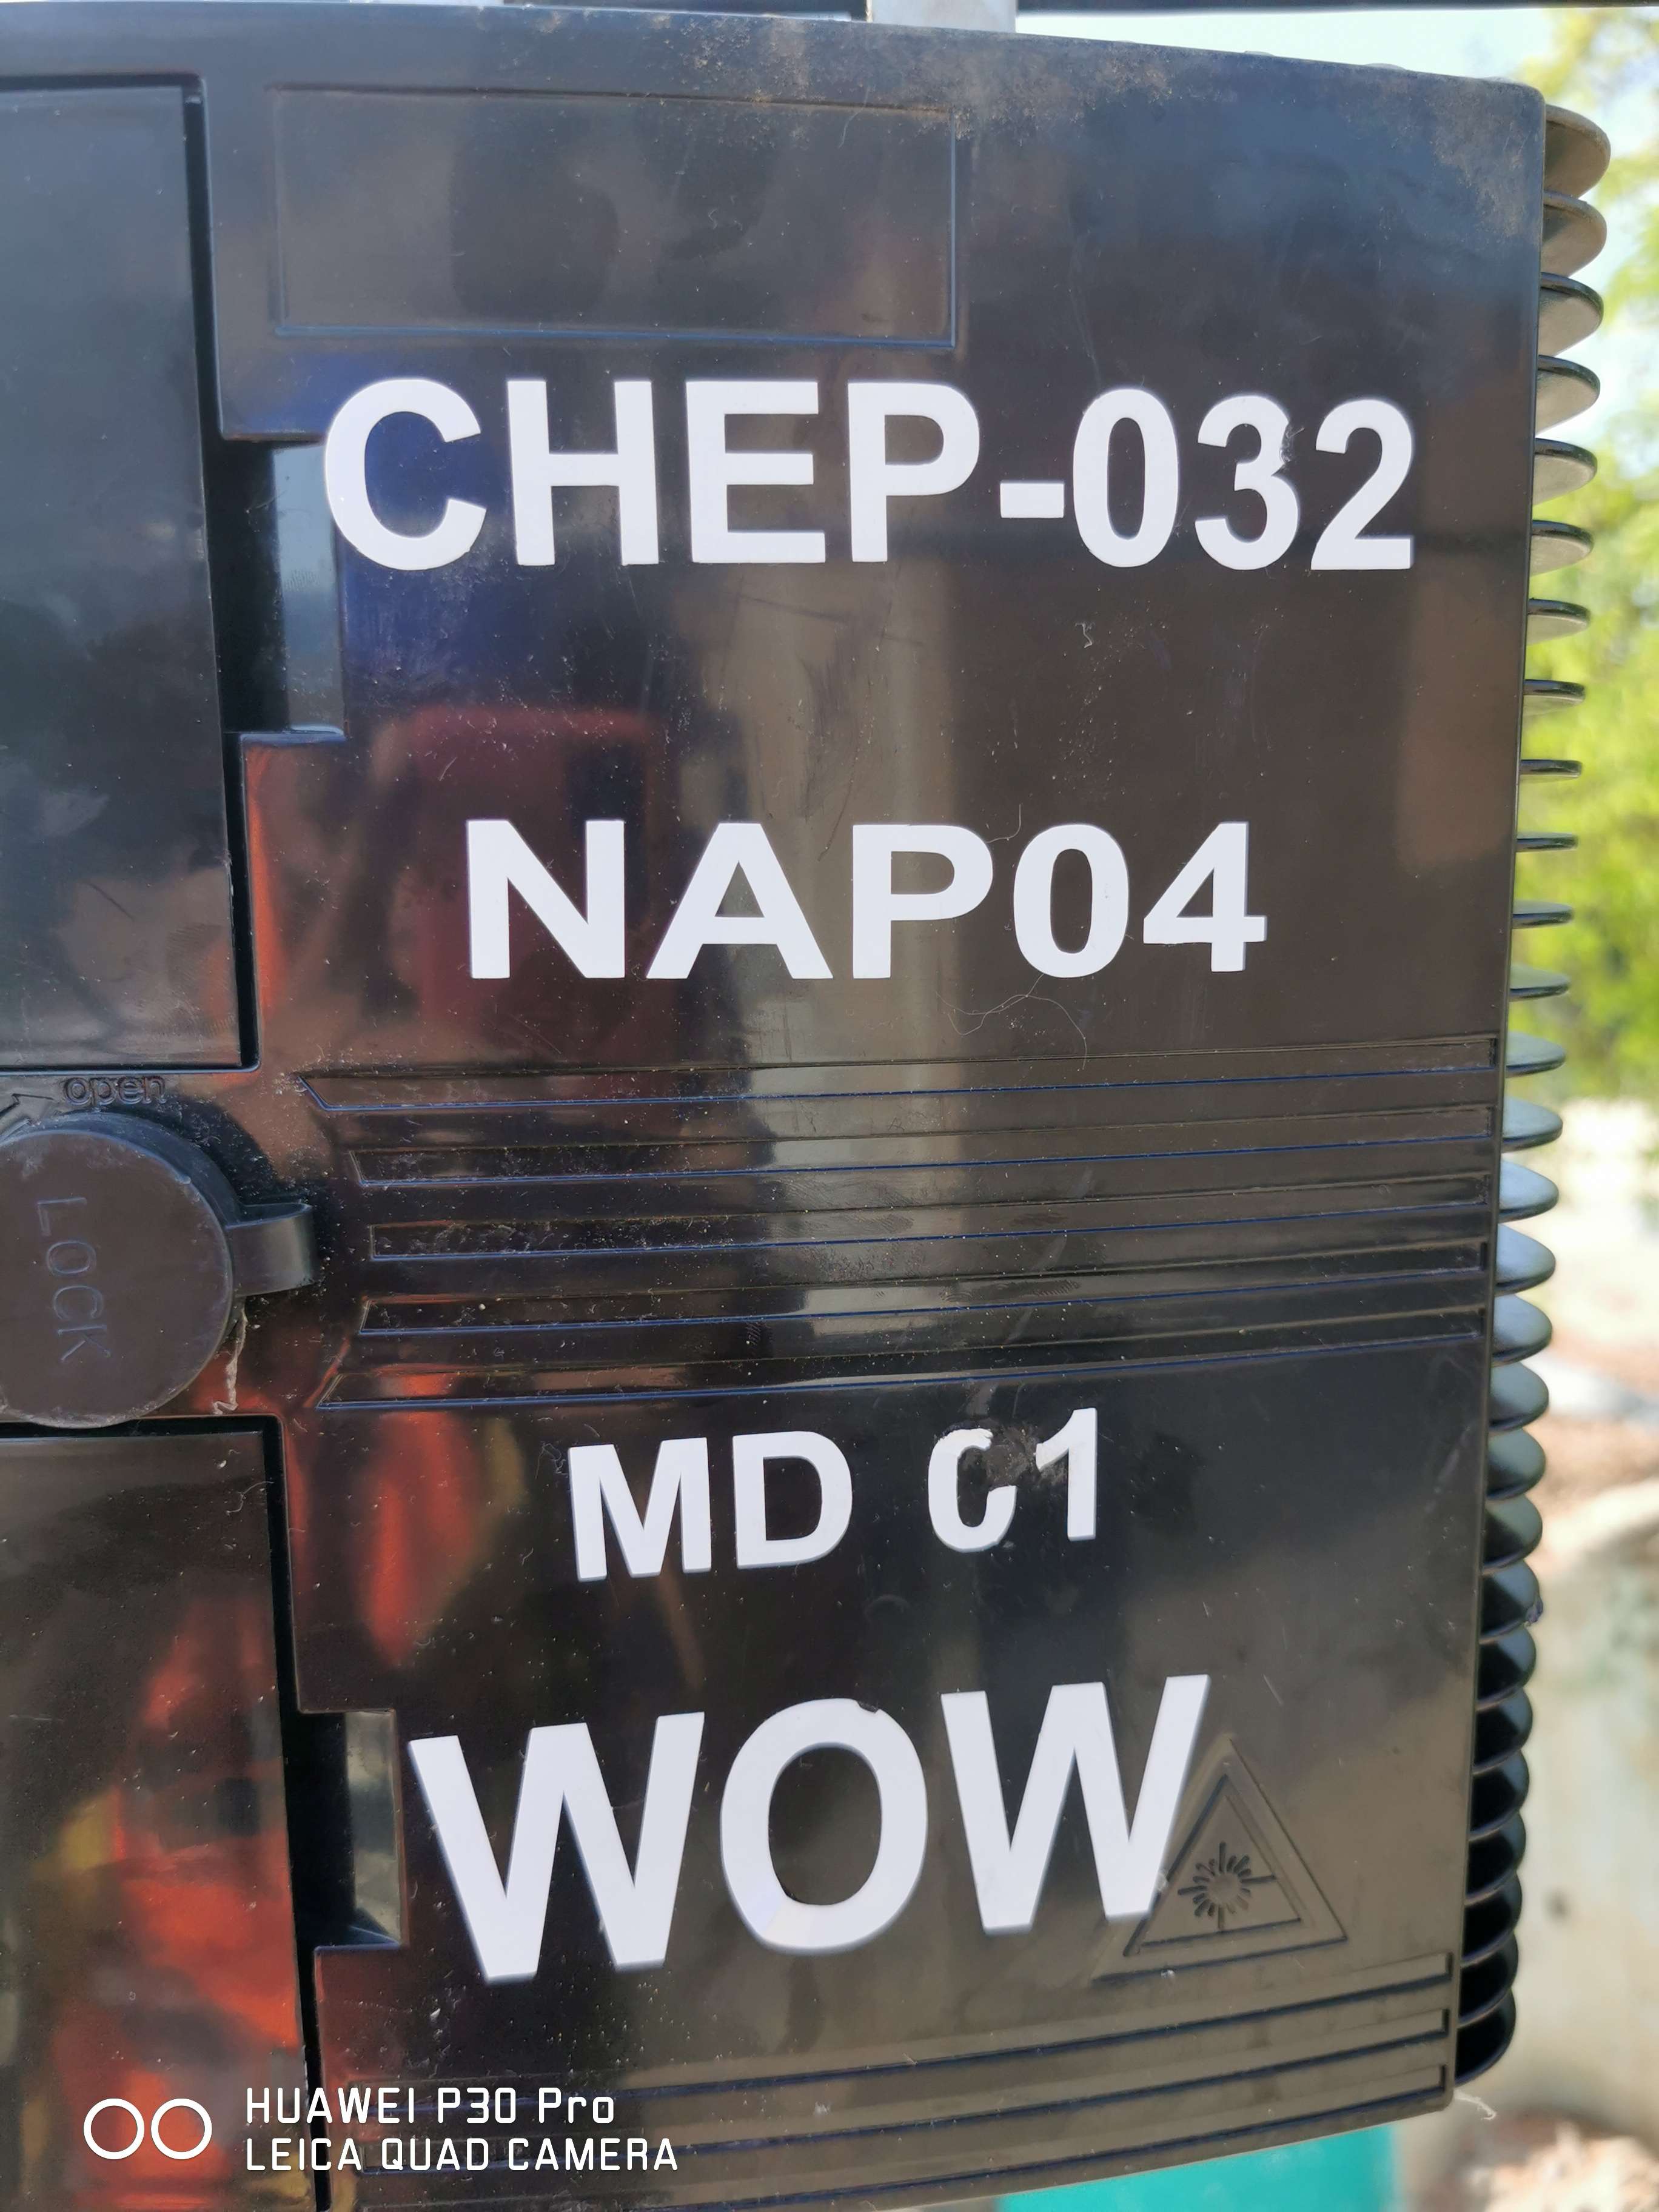 CHEP-032
NAP04
open
LOCK
MD 01
WOW
HUAWEI P30 Pro
LEICA QUAD CAMERA